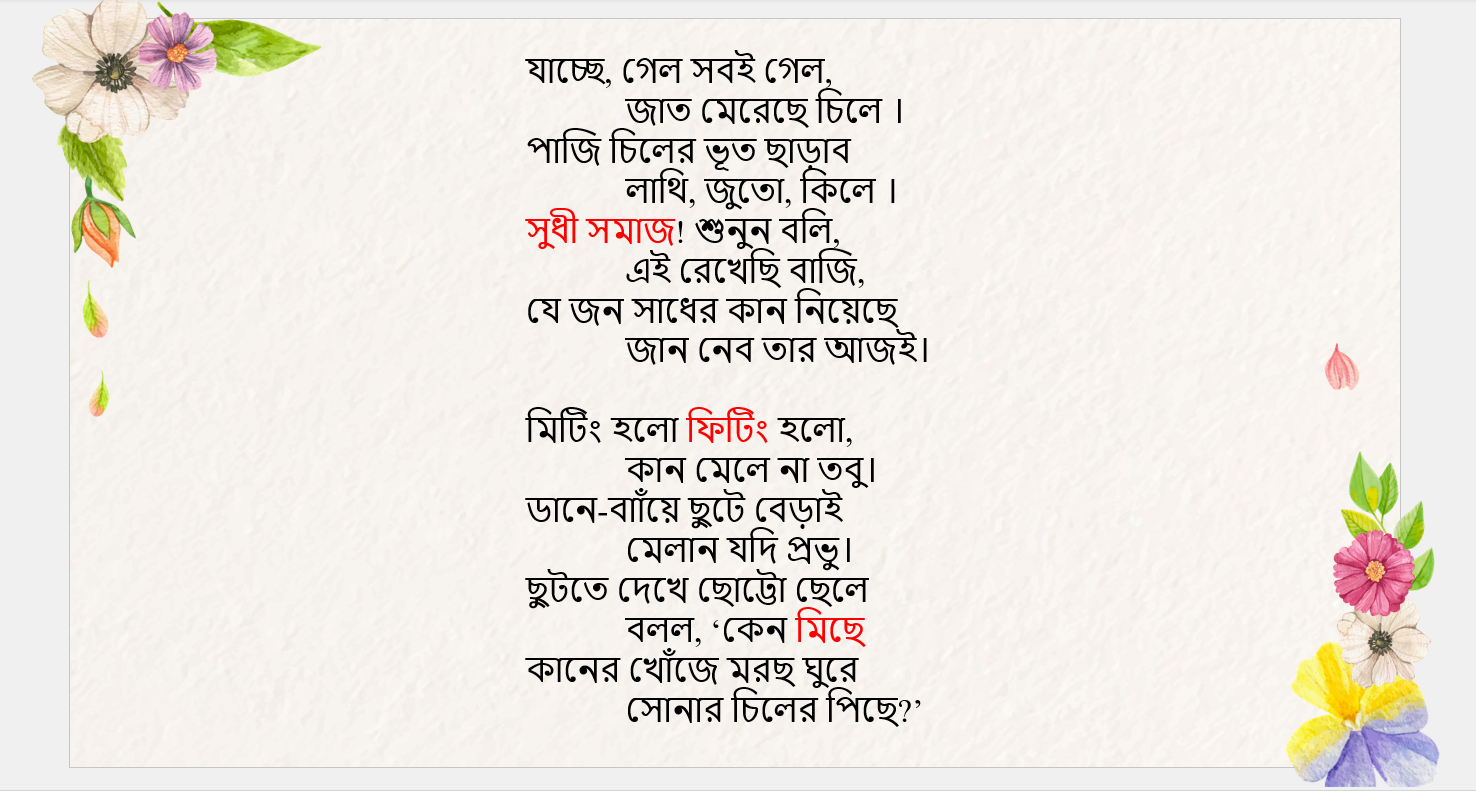 যাচ্ছে, গেল সবই গেল,
জাত মেরেছে চিলে ।
পাজি চিলের ভূত ছাড়াব
লাথি, জুতো, কিলে ।
সুধী সমাজ! শুনুন বলি,
এই রেখেছি বাজি,
যে জন সাধের কান নিয়েছে
জান নেব তার আজই।
মিটিং হলো ফিটিং হলো,
কান মেলে না তবু।
ডানে-বাাঁয়ে ছুটে বেড়াই
মেলান যদি প্রভু।
ছুটতে দেখে ছোট্টো ছেলে
বলল, ‘কেন মিছে
কানের খোঁজে মরছ ঘুরে
সোনার চিলের পিছে?’